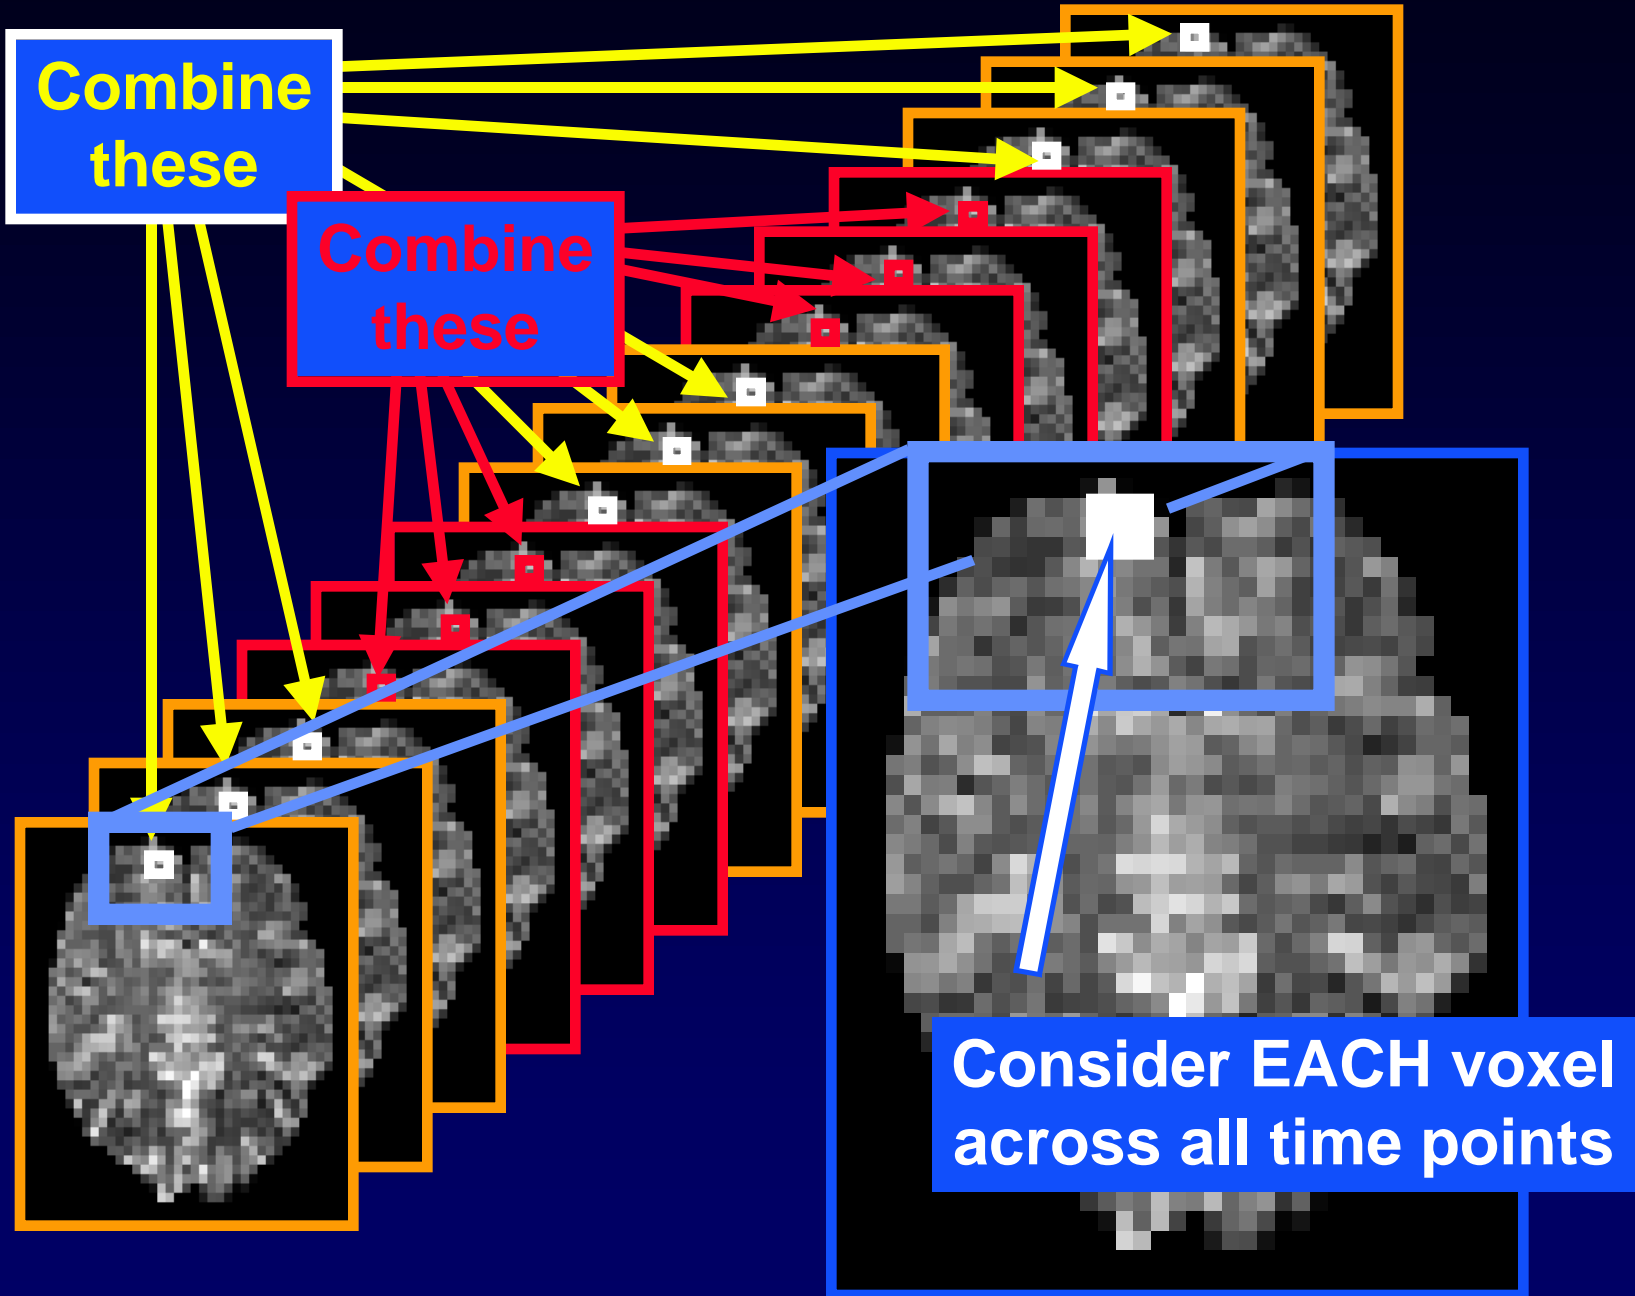 Combine
these
Combine
these
Consider EACH voxel
across all time points